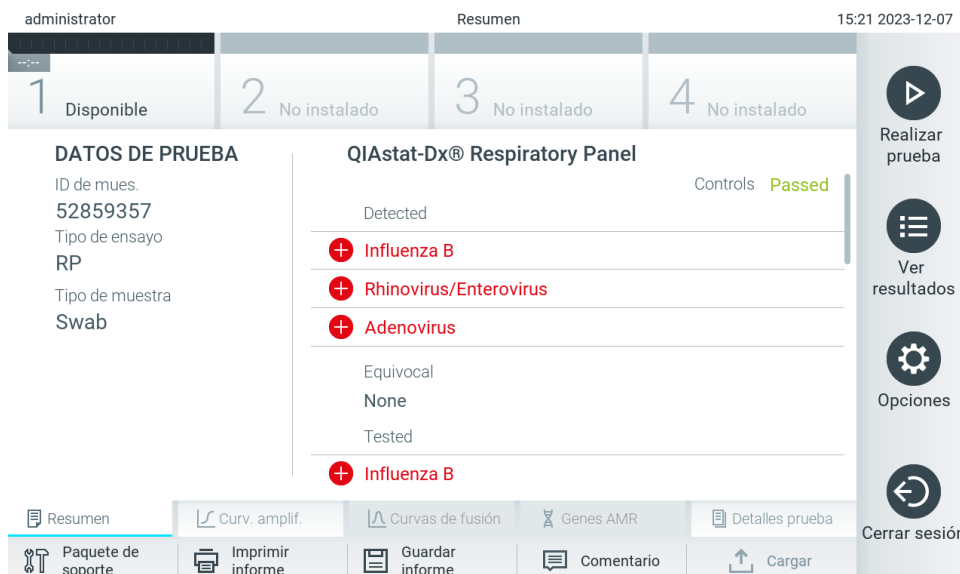 administrator
Resumen
15:21 2023-12-07
--:--
1 Disponible
2 No instalado
3 No instalado
4 No instalado
Realizar
prueba
Ver
resultados
Opciones
Cerrar sesión
DATOS DE PRUEBA
ID de mues.
52859357
Tipo de ensayo
RP
Tipo de muestra
Swab
QIAstat-Dx® Respiratory Panel
Controls Passed
Detected
Influenza B
Rhinovirus/Enterovirus
Adenovirus
Equivocal
None
Tested
Influenza B
Resumen
Curv. amplif.
Curvas de fusión
Genes AMR
Detalles prueba
Paquete de
soporte
Imprimir
informe
Guardar
informe
Comentario
Cargar